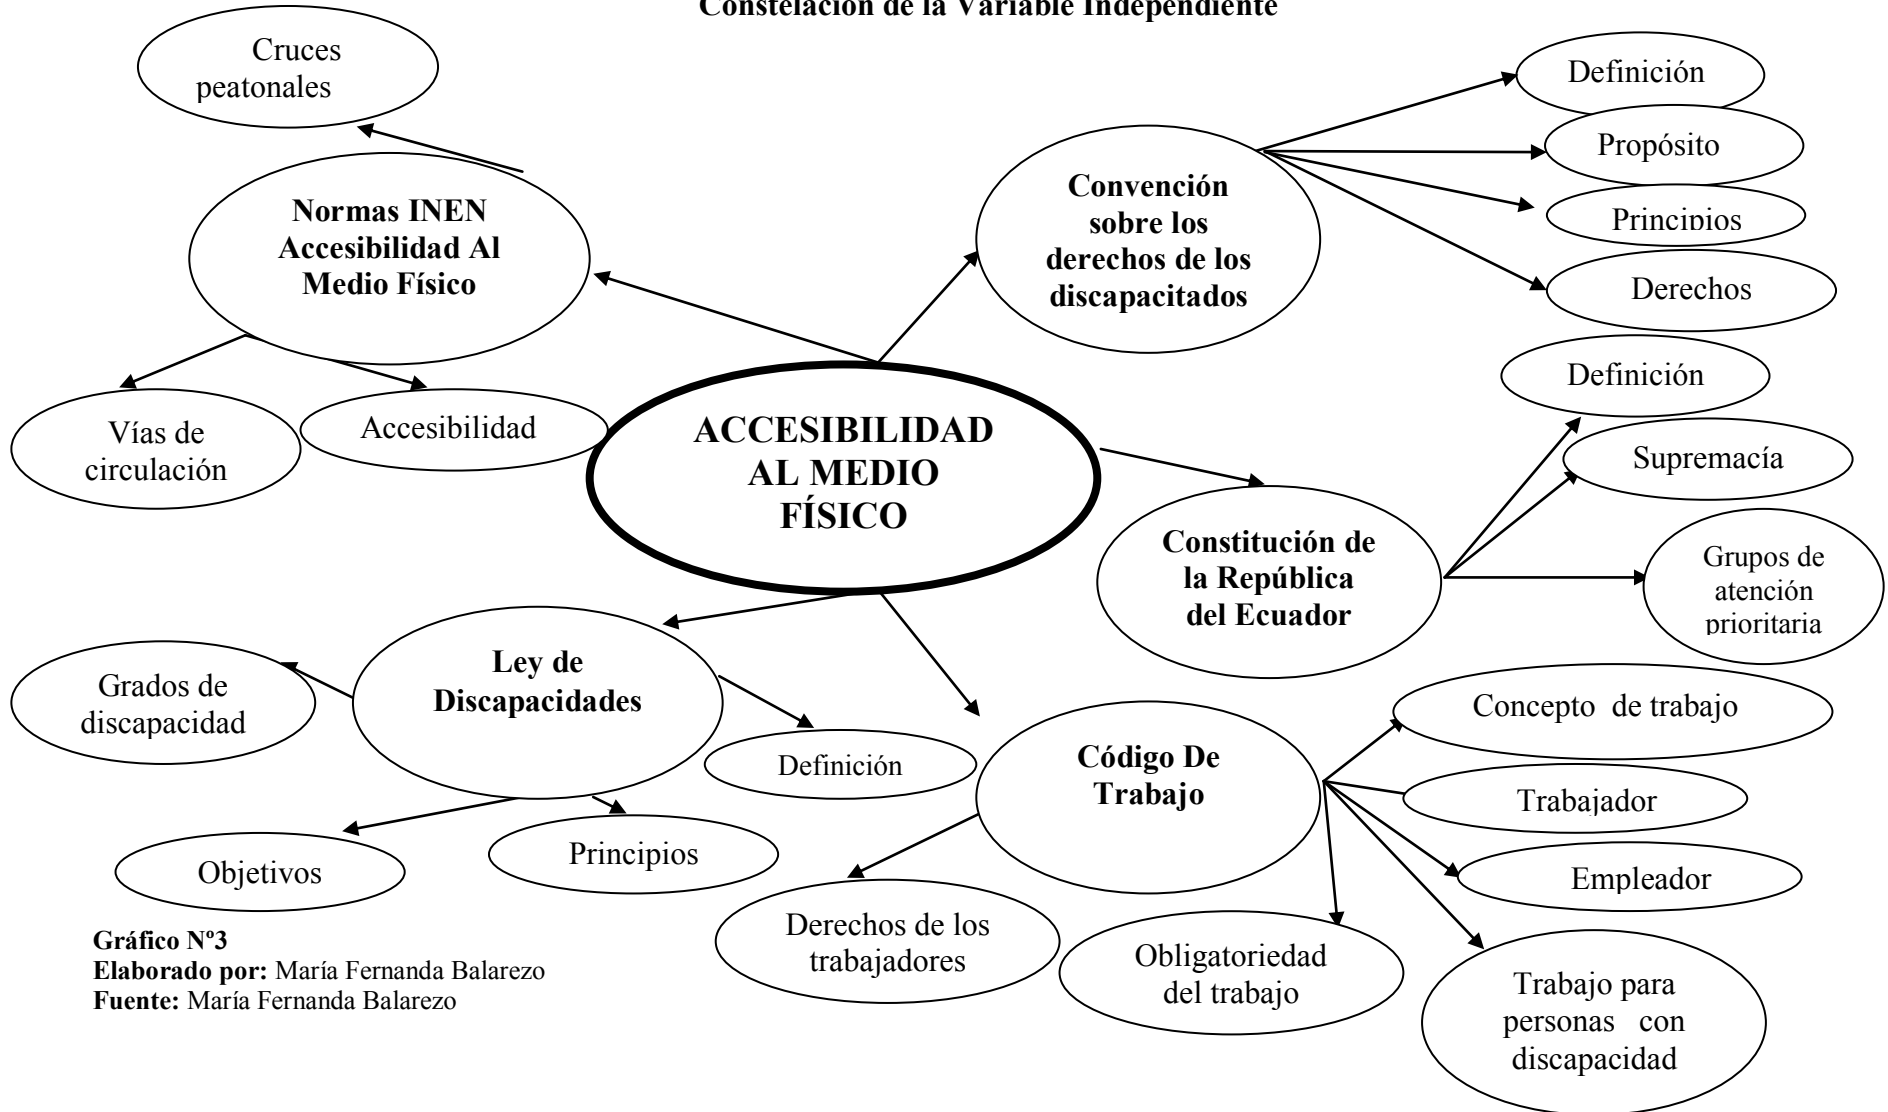 Constelación de la Variable Independiente
Cruces
peatonales
Normas INEN
Accesibilidad Al
Medio Físico
Vías de
circulación
Accesibilidad
Convención
sobre los
derechos de los
discapacitados
Definición
Propósito
Principios
Derechos
ACCESIBILIDAD
AL MEDIO
FÍSICO
Constitución de
la República
del Ecuador
Definición
Supremacía
Grupos de
atención
prioritaria
Ley de
Discapacidades
Grados de
discapacidad
Definición
Objetivos
Principios
Código De
Trabajo
Concepto de trabajo
Trabajador
Empleador
Trabajo para
personas con
discapacidad
Obligatoriedad
del trabajo
Derechos de los
trabajadores
Gráfico Nº3
Elaborado por: María Fernanda Balarezo
Fuente: María Fernanda Balarezo